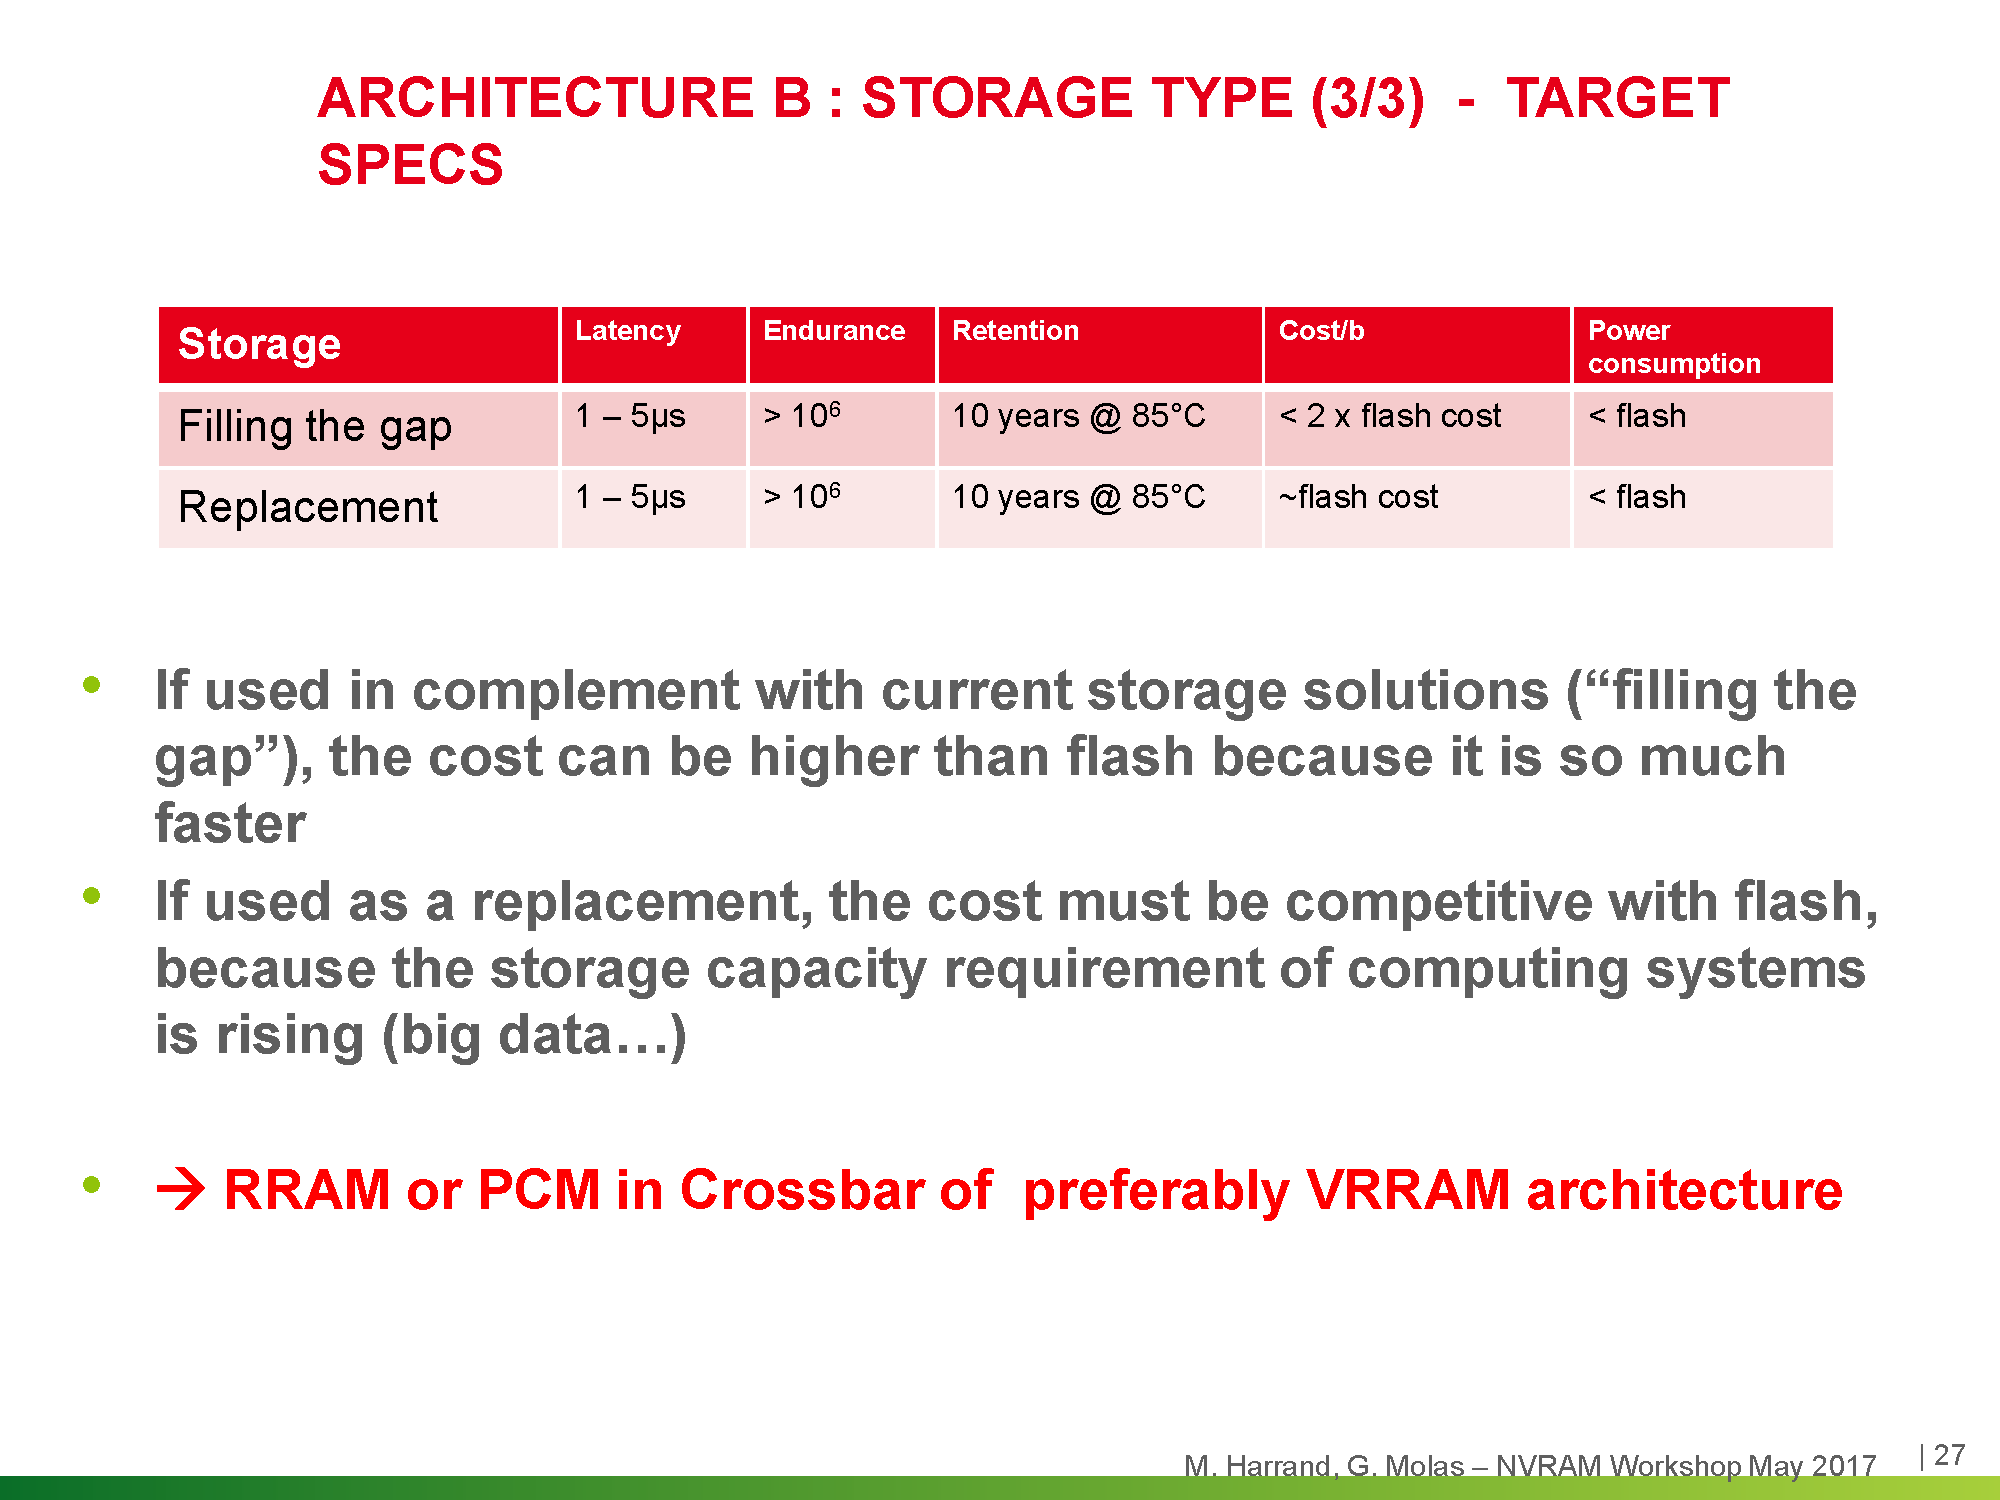 ARCHITECTURE B : STORAGE TYPE (3/3) - TARGET
SPECS
Storage Latency Endurance Retention Cost/b Power
consumption
Filling the gap 1 – 5µs > 10⁶ 10 years @ 85°C < 2 x flash cost < flash
Replacement 1 – 5µs > 10⁶ 10 years @ 85°C ~flash cost < flash
• If used in complement with current storage solutions (“filling the
gap”), the cost can be higher than flash because it is so much
faster
• If used as a replacement, the cost must be competitive with flash,
because the storage capacity requirement of computing systems
is rising (big data…)
• → RRAM or PCM in Crossbar of preferably VRRAM architecture
M. Harrand, G. Molas – NVRAM Workshop May 2017
| 27